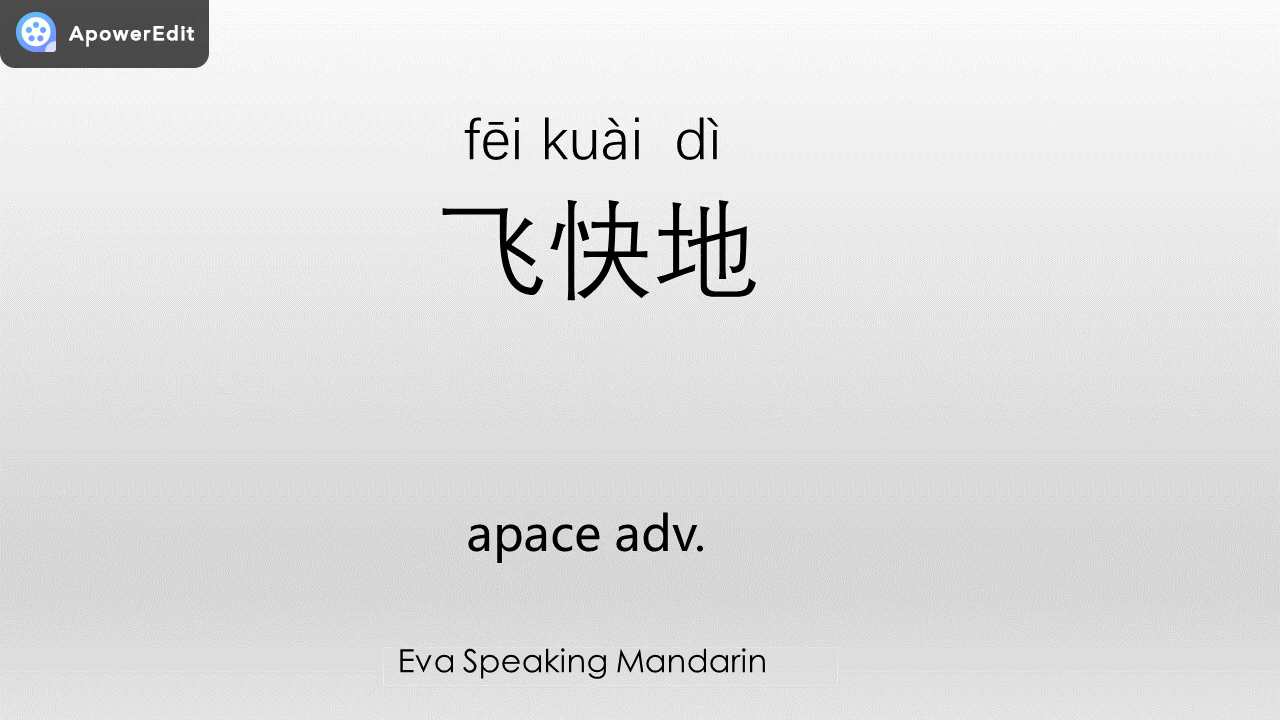 ApowerEdit
fēi kuài dì
飞快地
apace adv.
Eva Speaking Mandarin